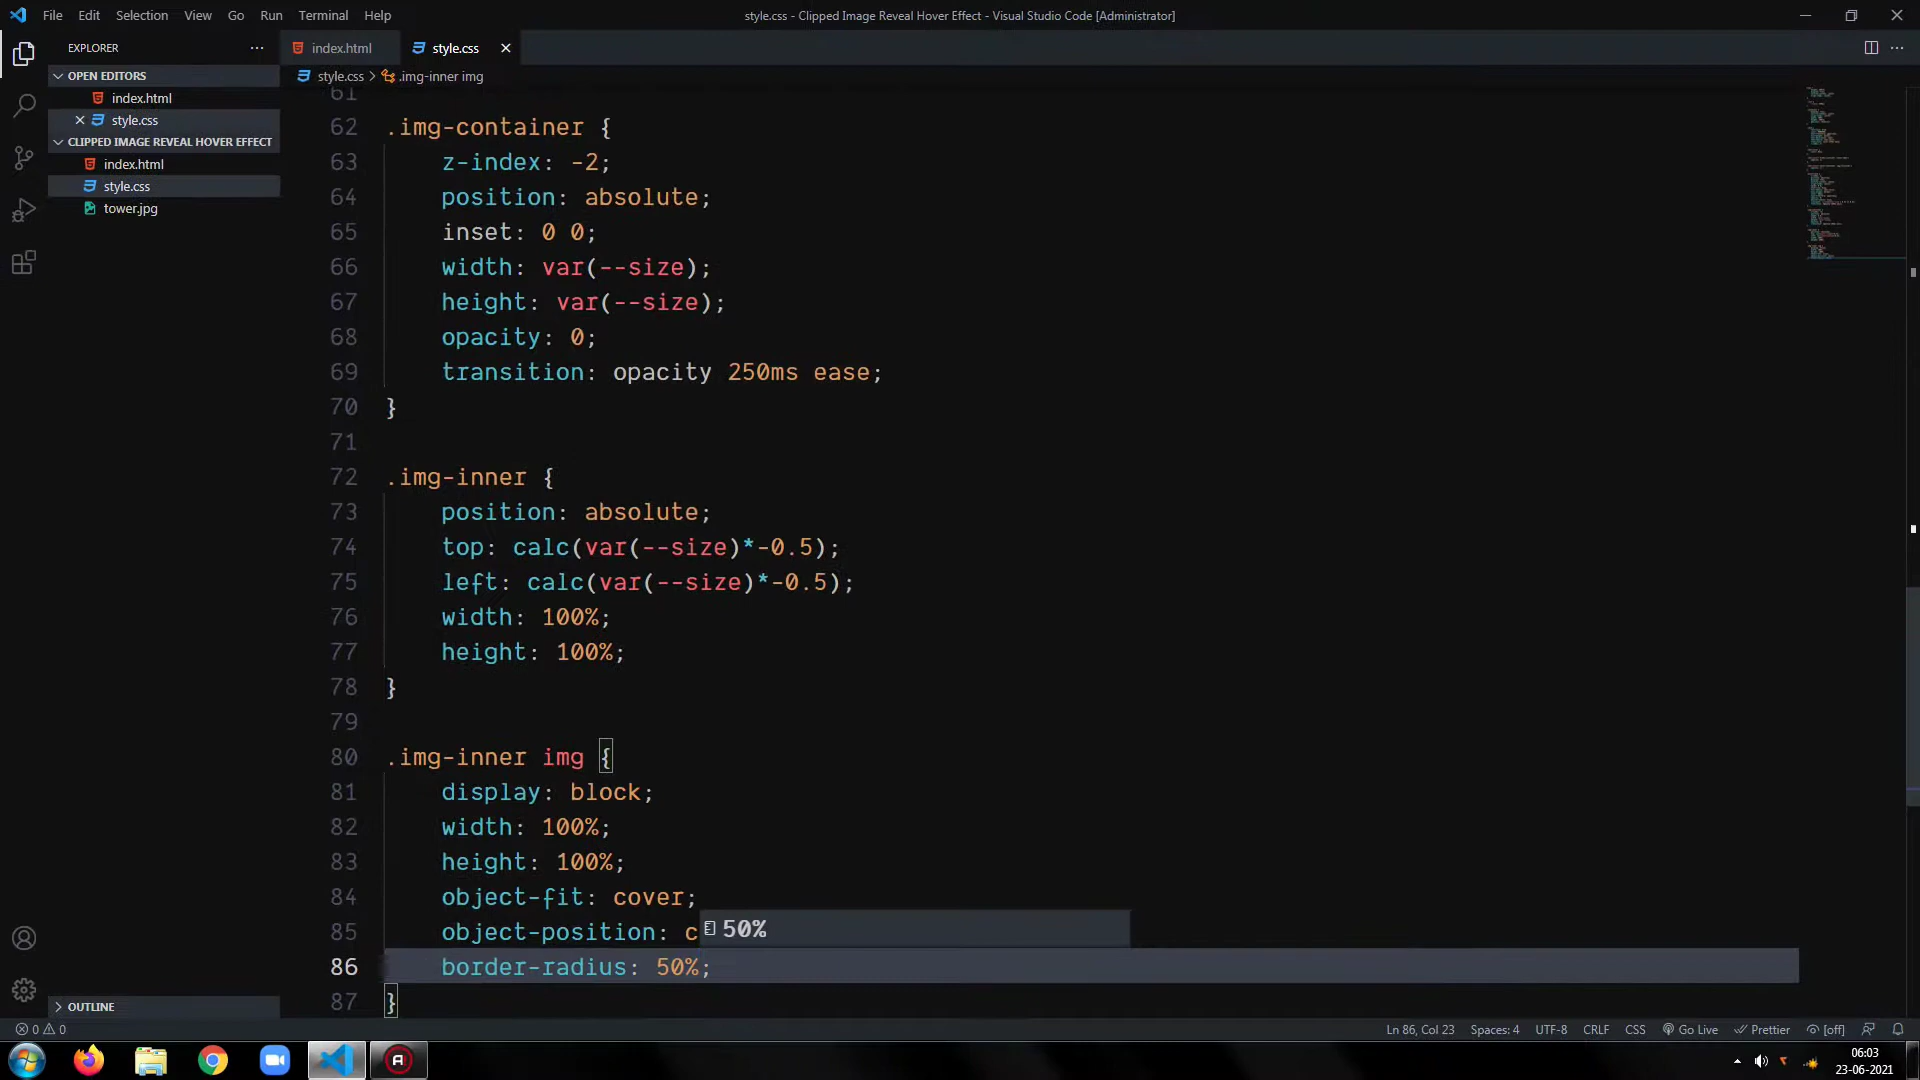 File Edit Selection View Go Run Terminal Help
style.css - Clipped Image Reveal Hover Effect - Visual Studio Code [Administrator]
EXPLORER
OPEN EDITORS
index.html
style.css
CLIPPED IMAGE REVEAL HOVER EFFECT
index.html
style.css
tower.jpg
OUTLINE
index.html style.css
style.css > .img-inner img
61
62 .img-container {
63 z-index: -2;
64 position: absolute;
65 inset: 0 0;
66 width: var(--size);
67 height: var(--size);
68 opacity: 0;
69 transition: opacity 250ms ease;
70 }
71
72 .img-inner {
73 position: absolute;
74 top: calc(var(--size)*-0.5);
75 left: calc(var(--size)*-0.5);
76 width: 100%;
77 height: 100%;
78 }
79
80 .img-inner img {
81 display: block;
82 width: 100%;
83 height: 100%;
84 object-fit: cover;
85 object-position: c
50%
86 border-radius: 50%;
87 }
0 0 Ln 86, Col 23 Spaces: 4 UTF-8 CRLF CSS Go Live Prettier [off]
06:03
23-06-2021